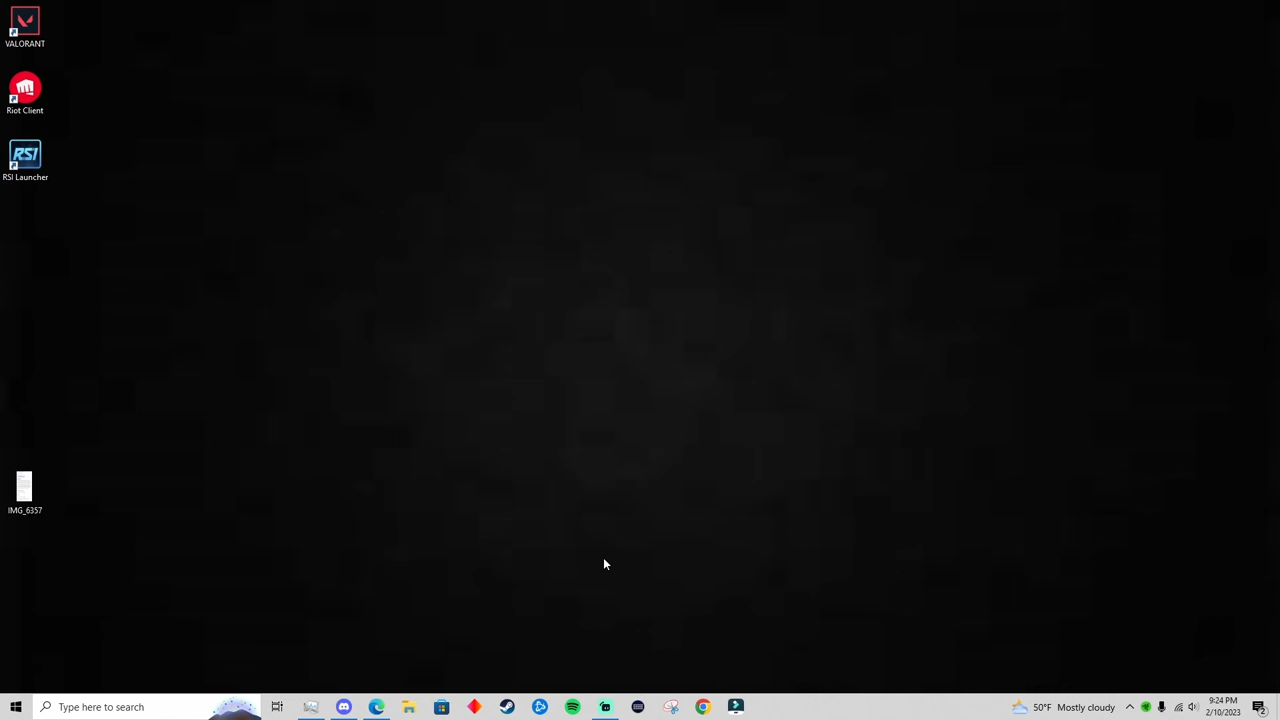 VALORANT
Riot Client
RSI
RSI Launcher
IMG_6357
Type here to search
50°F Mostly cloudy
9:24 PM
2/10/2023